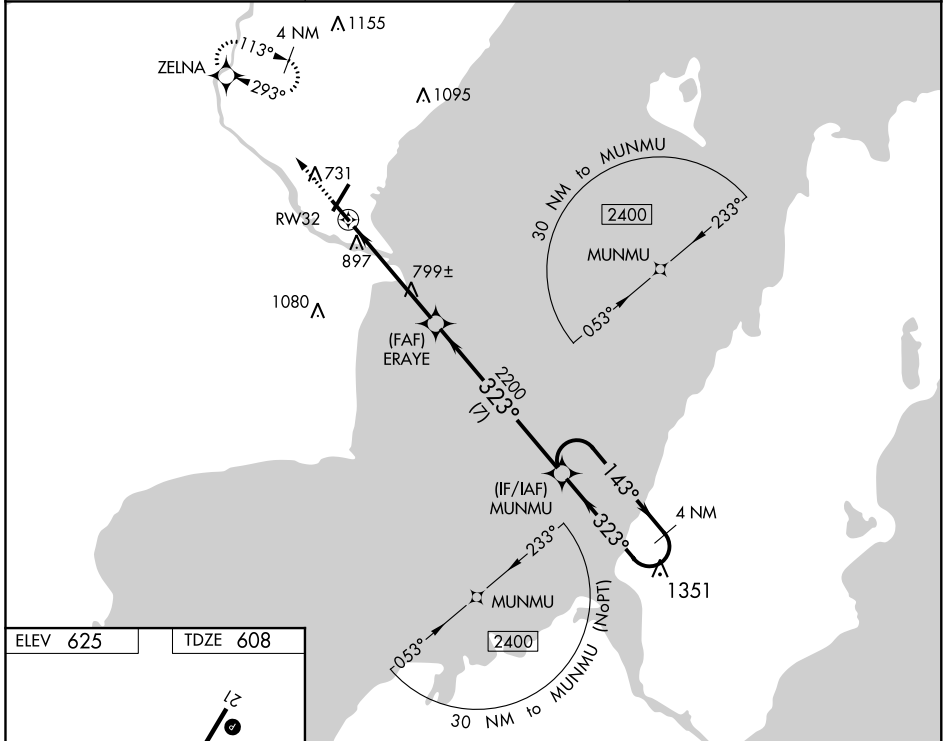 1155
4 NM
113°
ZELNA
293°
1095
731
RW32
897
799±
1080
(FAF)
ERAYE
30 NM to MUNMU
2400
233°
MUNMU
053°
2200
323°
(7)
(IF/IAF)
MUNMU
143°
4 NM
323°
1351
233°
MUNMU
053°
2400
30 NM to MUNMU (NoPT)
ELEV 625
TDZE 608
21
P